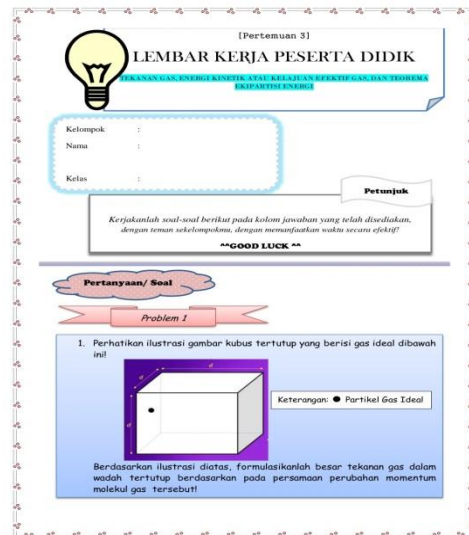 [Pertemuan 3]
LEMBAR KERJA PESERTA DIDIK
TEKANAN GAS, ENERGI KINETIK ATAU KELAJUAN EFEKTIF GAS, DAN TEOREMA
EKIPARTISI ENERGI
Kelompok :
Nama :
Kelas :
Petunjuk
Kerjakanlah soal-soal berikut pada kolom jawaban yang telah disediakan,
dengan teman sekelompokmu, dengan memanfaatkan waktu secara efektif!
^^GOOD LUCK ^^
Pertanyaan/ Soal
Problem 1
1. Perhatikan ilustrasi gambar kubus tertutup yang berisi gas ideal dibawah
ini!
d
d
d
Keterangan: ● Partikel Gas Ideal
Berdasarkan ilustrasi diatas, formulasikanlah besar tekanan gas dalam
wadah tertutup berdasarkan pada persamaan perubahan momentum
molekul gas tersebut!